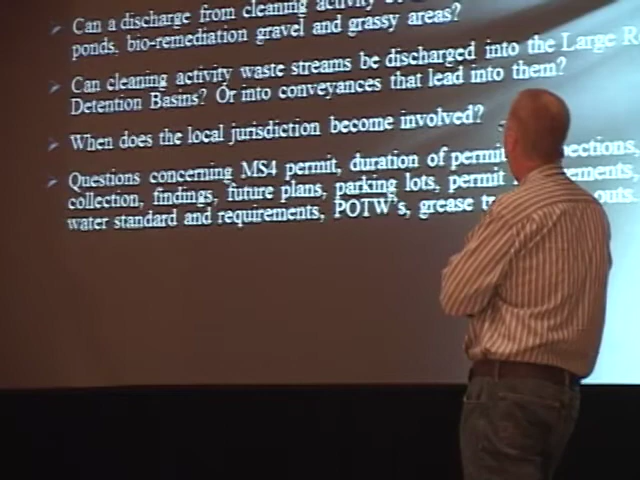 Can a discharge from cleaning activity
ponds, bio-remediation gravel and grassy areas?
Can cleaning activity waste streams be discharged into the Large
Detention Basins? Or into conveyances that lead into them?
When does the local jurisdiction become involved?
Questions concerning MS4 permit, duration of
collection, findings, future plans, parking lots, permit
water standard and requirements, POTW's, grease